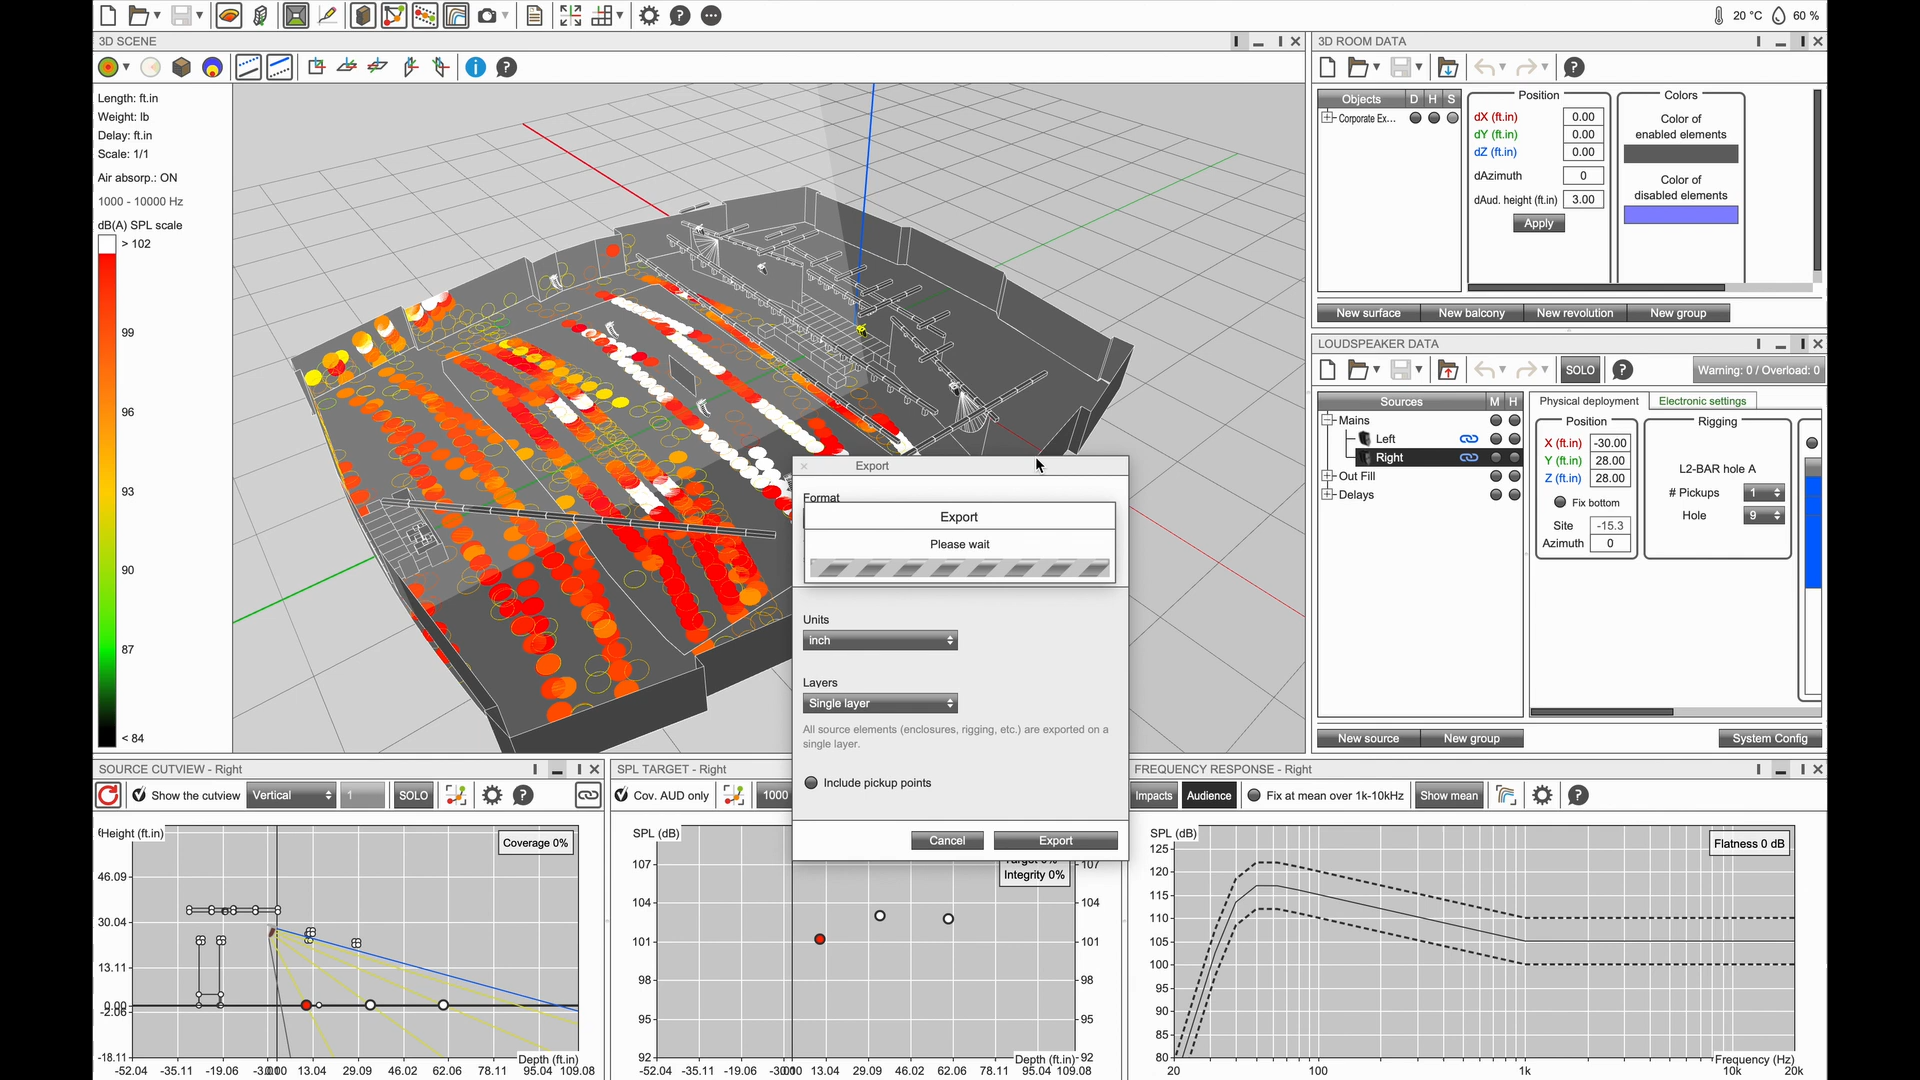 20 °C
60 %
3D SCENE
Length: ft.in
Weight: lb
Delay: ft.in
Scale: 1/1
Air absorp.: ON
1000 - 10000 Hz
dB(A) SPL scale
> 102
99
96
93
90
87
< 84
3D ROOM DATA
Objects D H S
Corporate Ex...
Position
dX (ft.in) 0.00
dY (ft.in) 0.00
dZ (ft.in) 0.00
dAzimuth 0
dAud. height (ft.in) 3.00
Apply
Colors
Color of
enabled elements
Color of
disabled elements
New surface New balcony New revolution New group
LOUDSPEAKER DATA
SOLO
Warning: 0 / Overload: 0
Sources M H
Mains
Left
Right
Out Fill
Delays
Physical deployment Electronic settings
Position
X (ft.in) -30.00
Y (ft.in) 28.00
Z (ft.in) 28.00
Fix bottom
Site -15.3
Azimuth 0
Rigging
L2-BAR hole A
# Pickups 1
Hole 9
New source New group System Config
Export
Format
Export
Please wait
Units
inch
Layers
Single layer
All source elements (enclosures, rigging, etc.) are exported on a
single layer.
Include pickup points
Cancel Export
SOURCE CUTVIEW - Right
Show the cutview Vertical 1 SOLO
Height (ft.in)
Coverage 0%
46.09
30.04
13.11
0.00
-2.06
-18.11
Depth (ft.in)
-52.04 -35.11 -19.06 13.04 29.09 46.02 62.06 78.11 95.04 109.08
SPL TARGET - Right
Cov. AUD only 1000
SPL (dB)
Integrity 0%
107 107
104 104
101 101
98 98
95 95
92 92
Depth (ft.in)
-52.04 -35.11 -19.06 13.04 29.09 46.02 62.06 78.11 95.04 109.08
FREQUENCY RESPONSE - Right
Impacts Audience Fix at mean over 1k-10kHz Show mean
SPL (dB)
Flatness 0 dB
125
120
115
110
105
100
95
90
85
80
Frequency (Hz)
20 100 1k 10k 20k